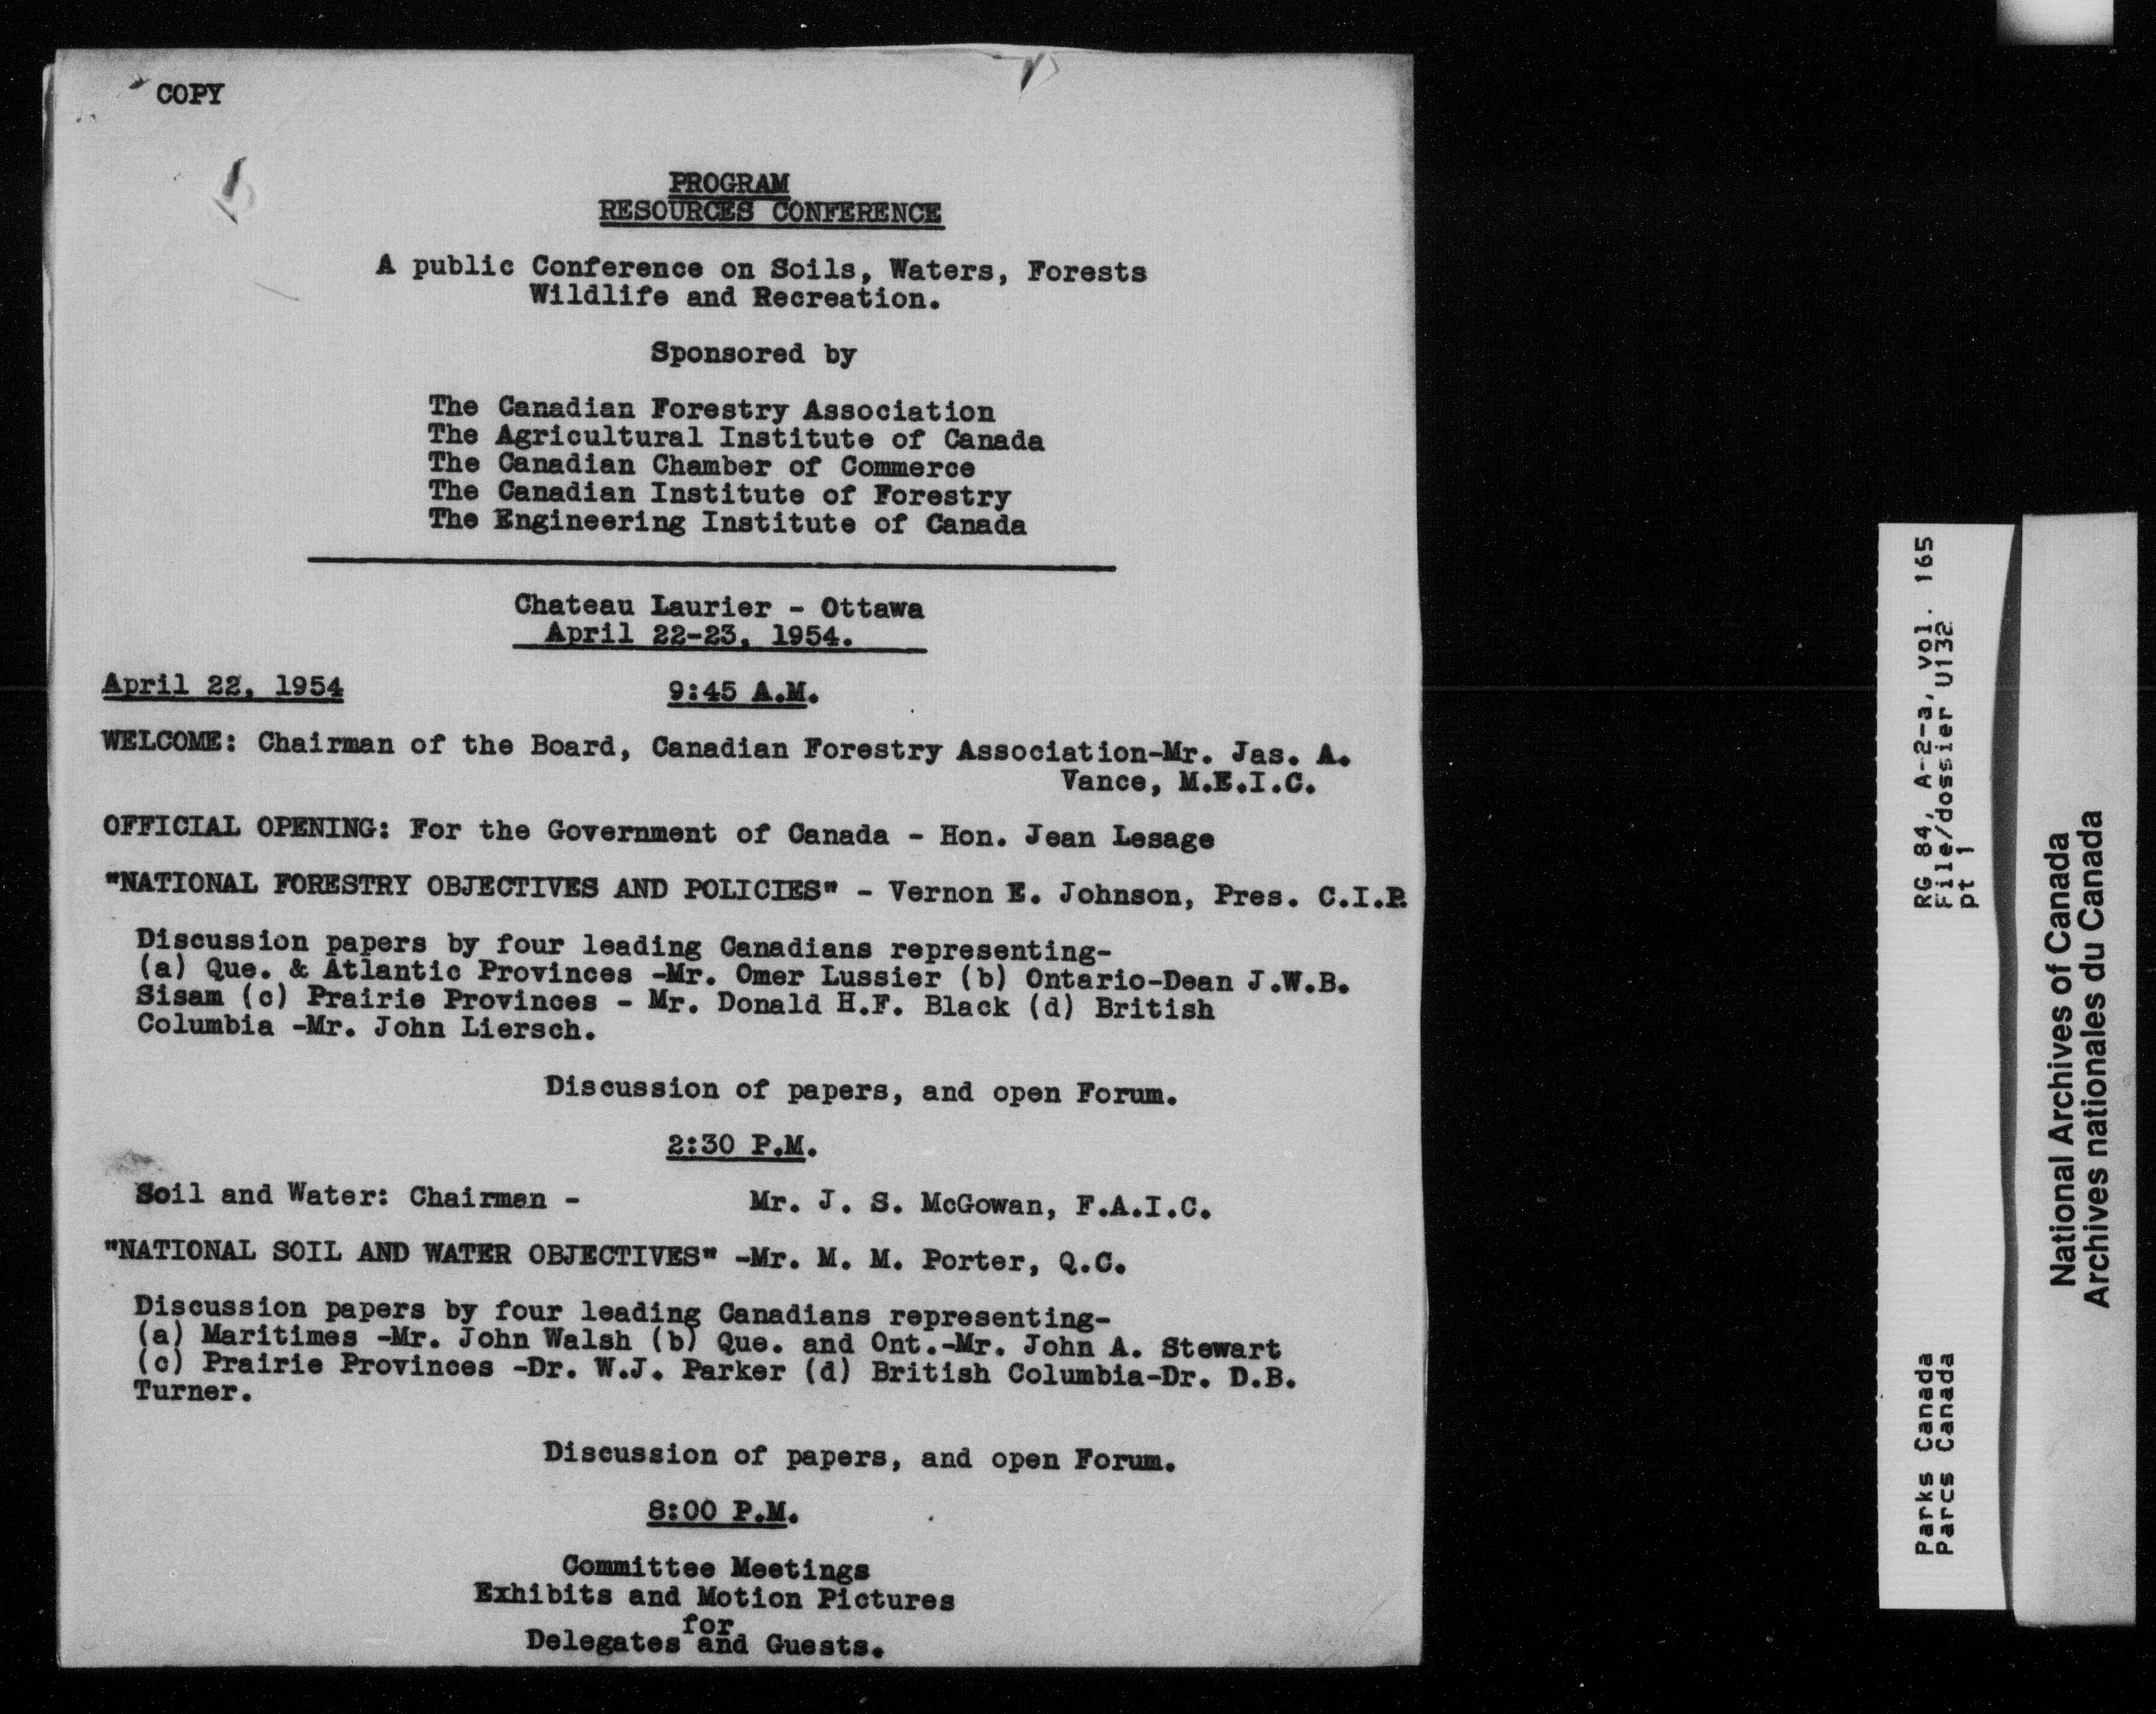 COPY
PROGRAM
RESOURCES CONFERENCE
A public Conference on Soils, Waters, Forests
Wildlife and Recreation.
Sponsored by
The Canadian Forestry Association
The Agricultural Institute of Canada
The Canadian Chamber of Commerce
The Canadian Institute of Forestry
The Engineering Institute of Canada
Chateau Laurier - Ottawa
April 22-23, 1954.
April 22, 1954 9:45 A.M.
WELCOME: Chairman of the Board, Canadian Forestry Association-Mr. Jas. A.
Vance, M.E.I.C.
OFFICIAL OPENING: For the Government of Canada - Hon. Jean Lesage
"NATIONAL FORESTRY OBJECTIVES AND POLICIES" - Vernon E. Johnson, Pres. C.I.P.
Discussion papers by four leading Canadians representing-
(a) Que. & Atlantic Provinces -Mr. Omer Lussier (b) Ontario-Dean J.W.B.
Sisam (c) Prairie Provinces - Mr. Donald H.F. Black (d) British
Columbia -Mr. John Liersch.
Discussion of papers, and open Forum.
2:30 P.M.
Soil and Water: Chairman - Mr. J. S. McGowan, F.A.I.C.
"NATIONAL SOIL AND WATER OBJECTIVES" -Mr. M. M. Porter, Q.C.
Discussion papers by four leading Canadians representing-
(a) Maritimes -Mr. John Walsh (b) Que. and Ont.-Mr. John A. Stewart
(c) Prairie Provinces -Dr. W.J. Parker (d) British Columbia-Dr. D.B.
Turner.
Discussion of papers, and open Forum.
8:00 P.M.
Committee Meetings
Exhibits and Motion Pictures
for
Delegates and Guests.
RG 84, A-2-a, vol. 165
File/dossier U132
pt 1
Parks Canada
Parcs Canada
National Archives of Canada
Archives nationales du Canada